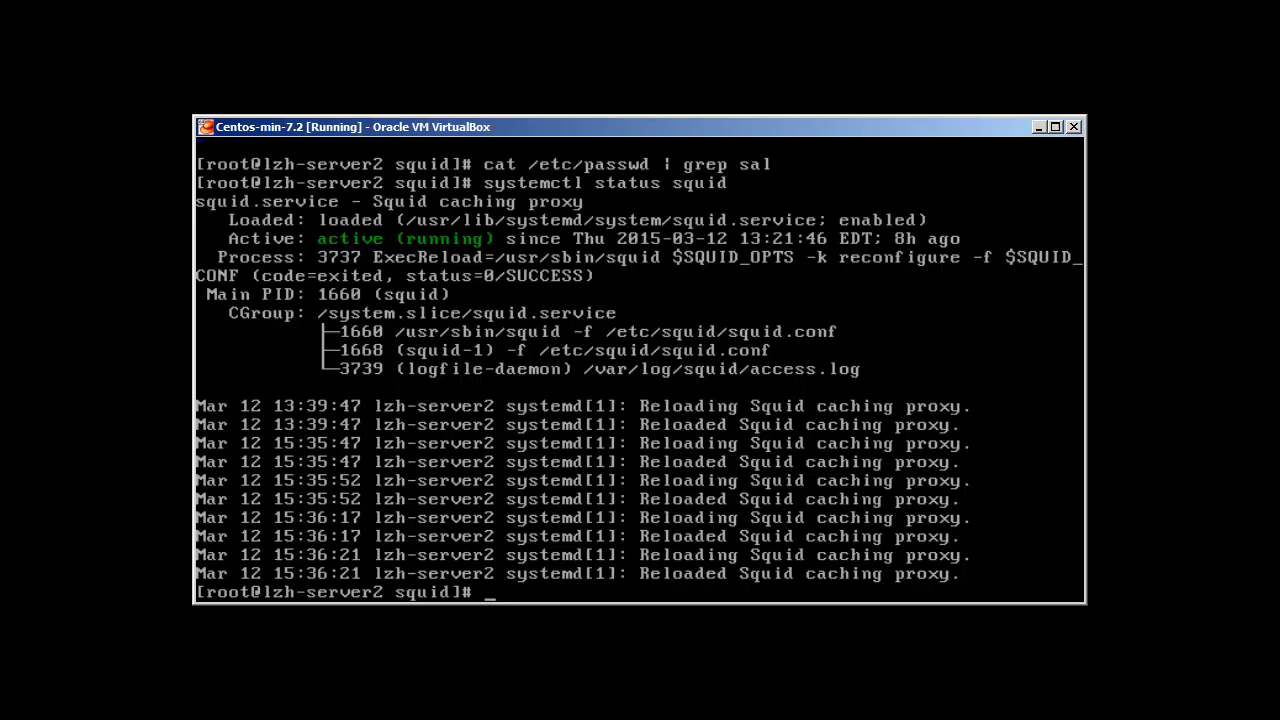 Centos-min-7.2 [Running] - Oracle VM VirtualBox
[root@lzh-server2 squid]# cat /etc/passwd | grep sal
[root@lzh-server2 squid]# systemctl status squid
squid.service - Squid caching proxy
   Loaded: loaded (/usr/lib/systemd/system/squid.service; enabled)
   Active: active (running) since Thu 2015-03-12 13:21:46 EDT; 8h ago
  Process: 3737 ExecReload=/usr/sbin/squid $SQUID_OPTS -k reconfigure -f $SQUID_
CONF (code=exited, status=0/SUCCESS)
 Main PID: 1660 (squid)
   CGroup: /system.slice/squid.service
           ├─1660 /usr/sbin/squid -f /etc/squid/squid.conf
           ├─1668 (squid-1) -f /etc/squid/squid.conf
           └─3739 (logfile-daemon) /var/log/squid/access.log
Mar 12 13:39:47 lzh-server2 systemd[1]: Reloading Squid caching proxy.
Mar 12 13:39:47 lzh-server2 systemd[1]: Reloaded Squid caching proxy.
Mar 12 15:35:47 lzh-server2 systemd[1]: Reloading Squid caching proxy.
Mar 12 15:35:47 lzh-server2 systemd[1]: Reloaded Squid caching proxy.
Mar 12 15:35:52 lzh-server2 systemd[1]: Reloading Squid caching proxy.
Mar 12 15:35:52 lzh-server2 systemd[1]: Reloaded Squid caching proxy.
Mar 12 15:36:17 lzh-server2 systemd[1]: Reloading Squid caching proxy.
Mar 12 15:36:17 lzh-server2 systemd[1]: Reloaded Squid caching proxy.
Mar 12 15:36:21 lzh-server2 systemd[1]: Reloading Squid caching proxy.
Mar 12 15:36:21 lzh-server2 systemd[1]: Reloaded Squid caching proxy.
[root@lzh-server2 squid]# _